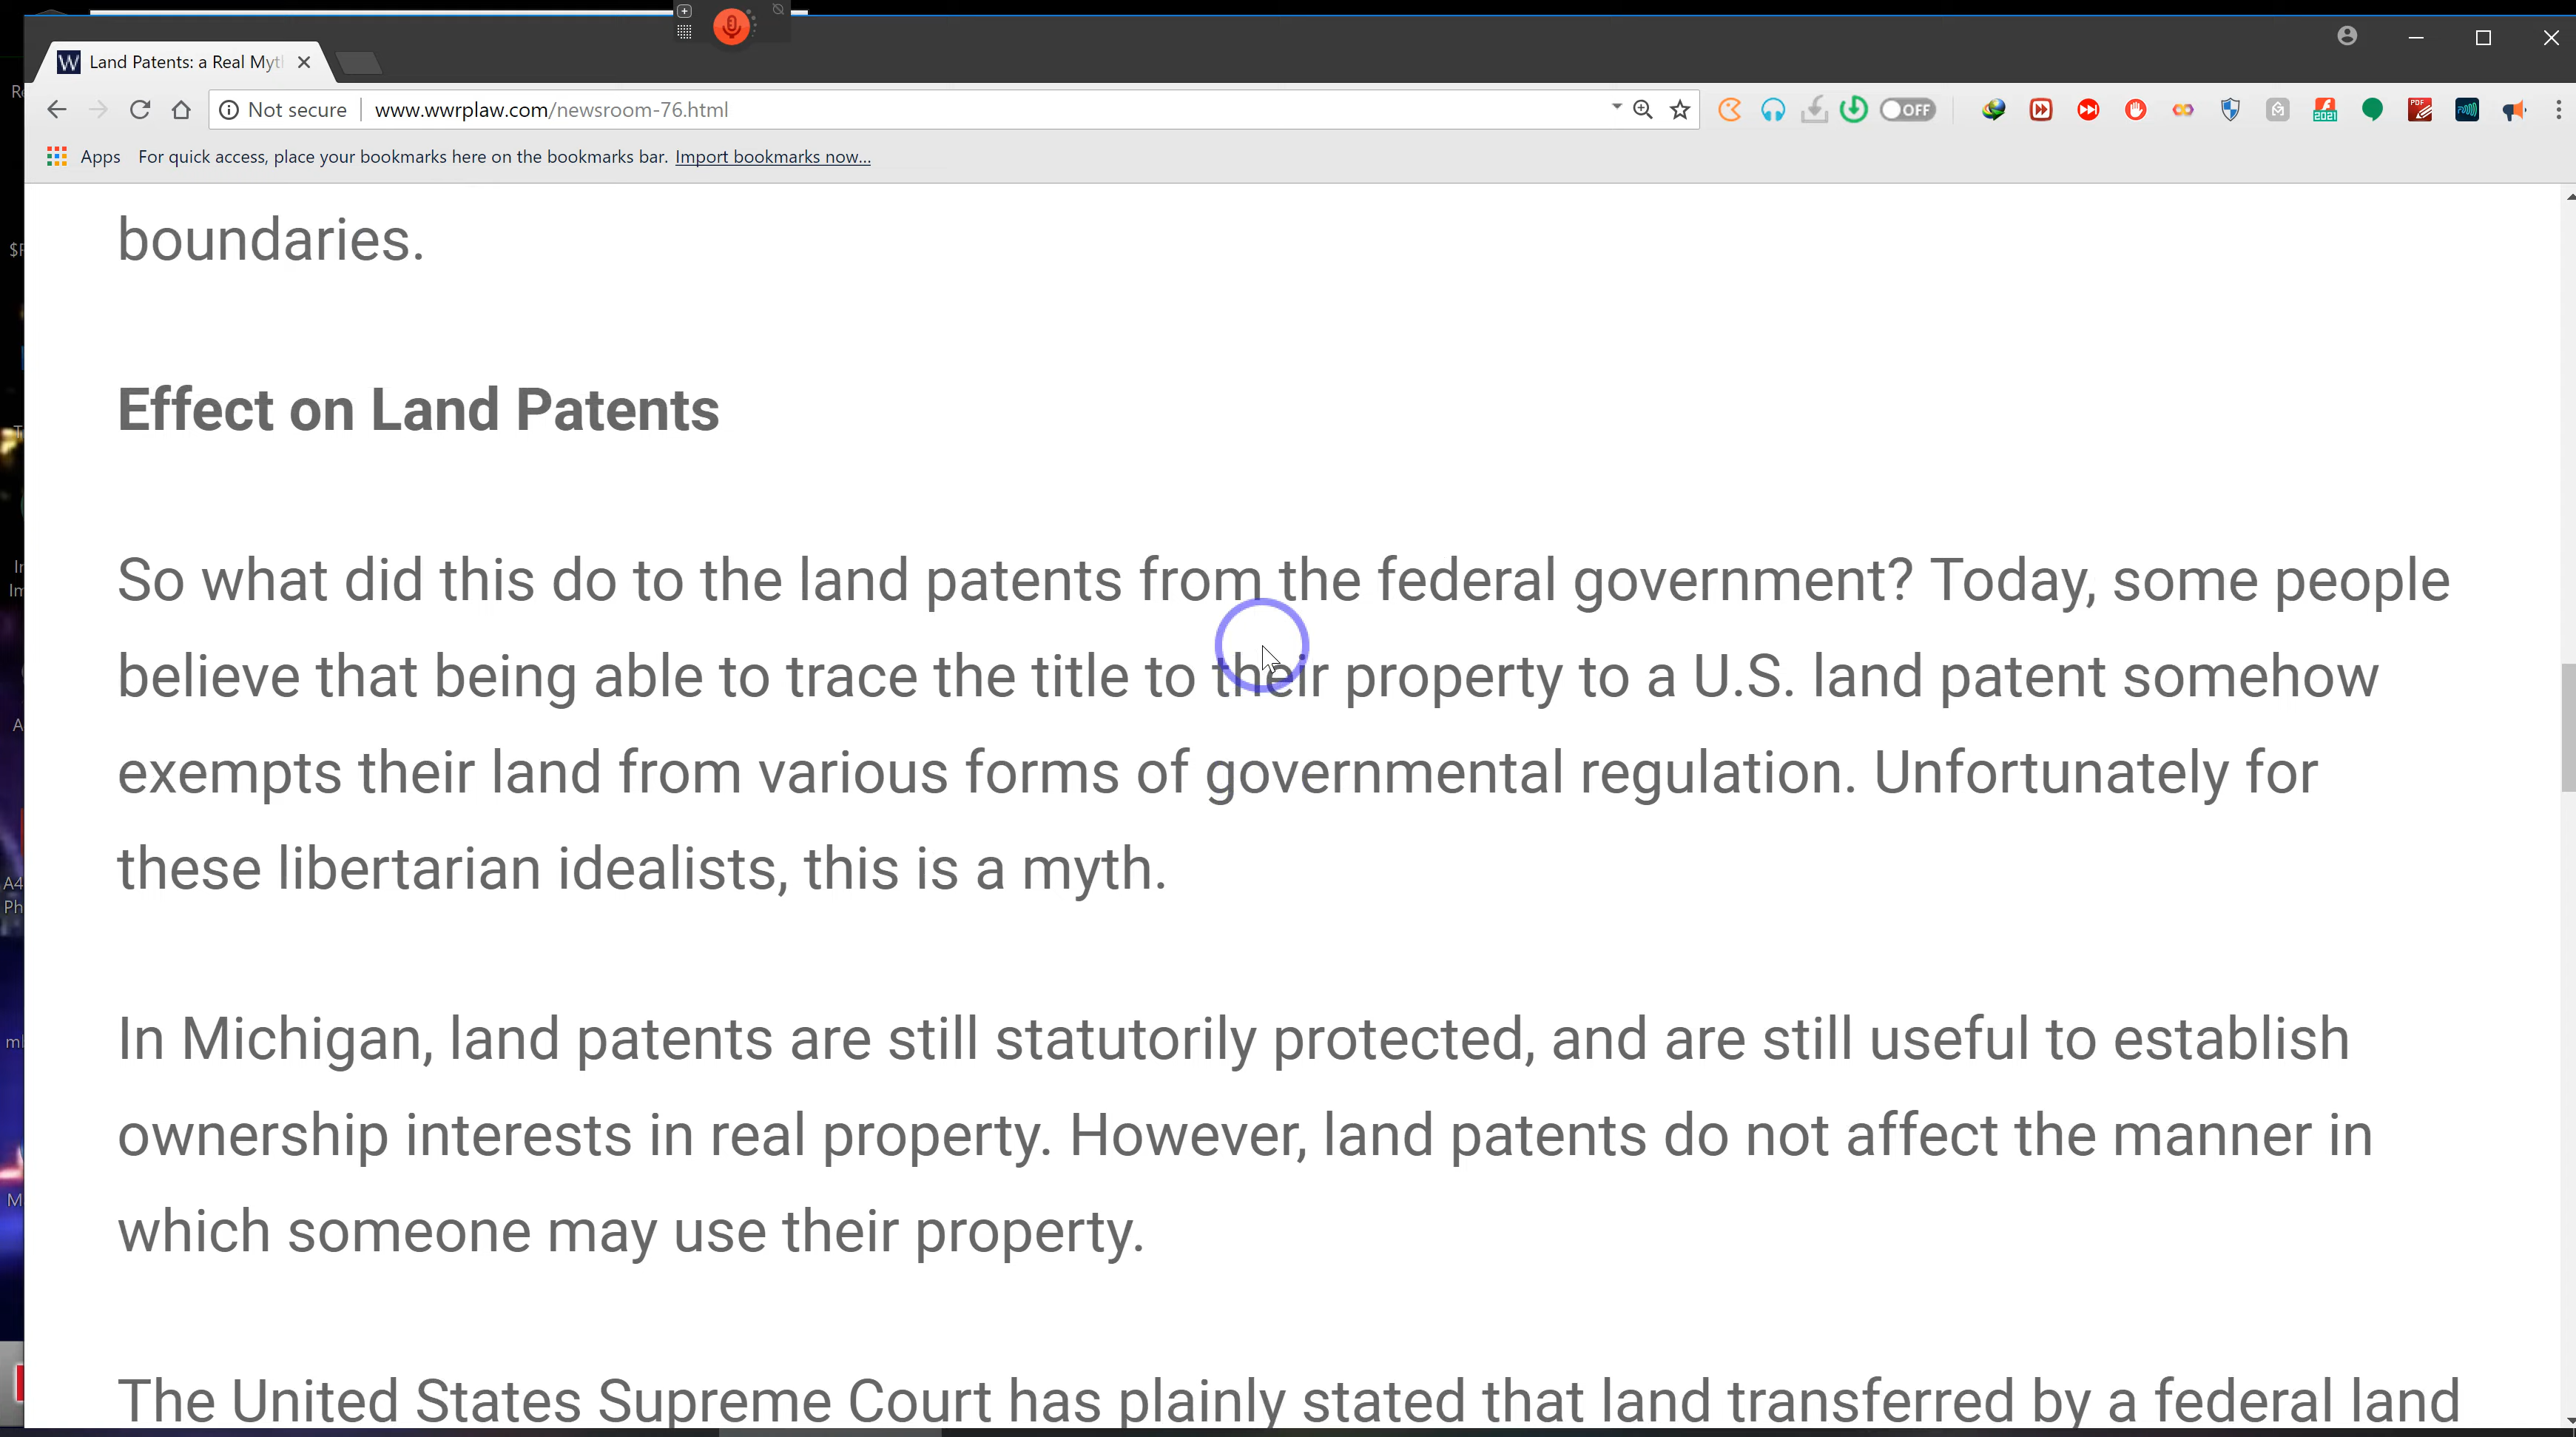 Land Patents: a Real Myt
Not secure
www.wwrplaw.com/newsroom-76.html
OFF
2021
PDF
Apps
For quick access, place your bookmarks here on the bookmarks bar. Import bookmarks now...
boundaries.
Effect on Land Patents
So what did this do to the land patents from the federal government? Today, some people
believe that being able to trace the title to their property to a U.S. land patent somehow
exempts their land from various forms of governmental regulation. Unfortunately for
these libertarian idealists, this is a myth.
In Michigan, land patents are still statutorily protected, and are still useful to establish
ownership interests in real property. However, land patents do not affect the manner in
which someone may use their property.
The United States Supreme Court has plainly stated that land transferred by a federal land